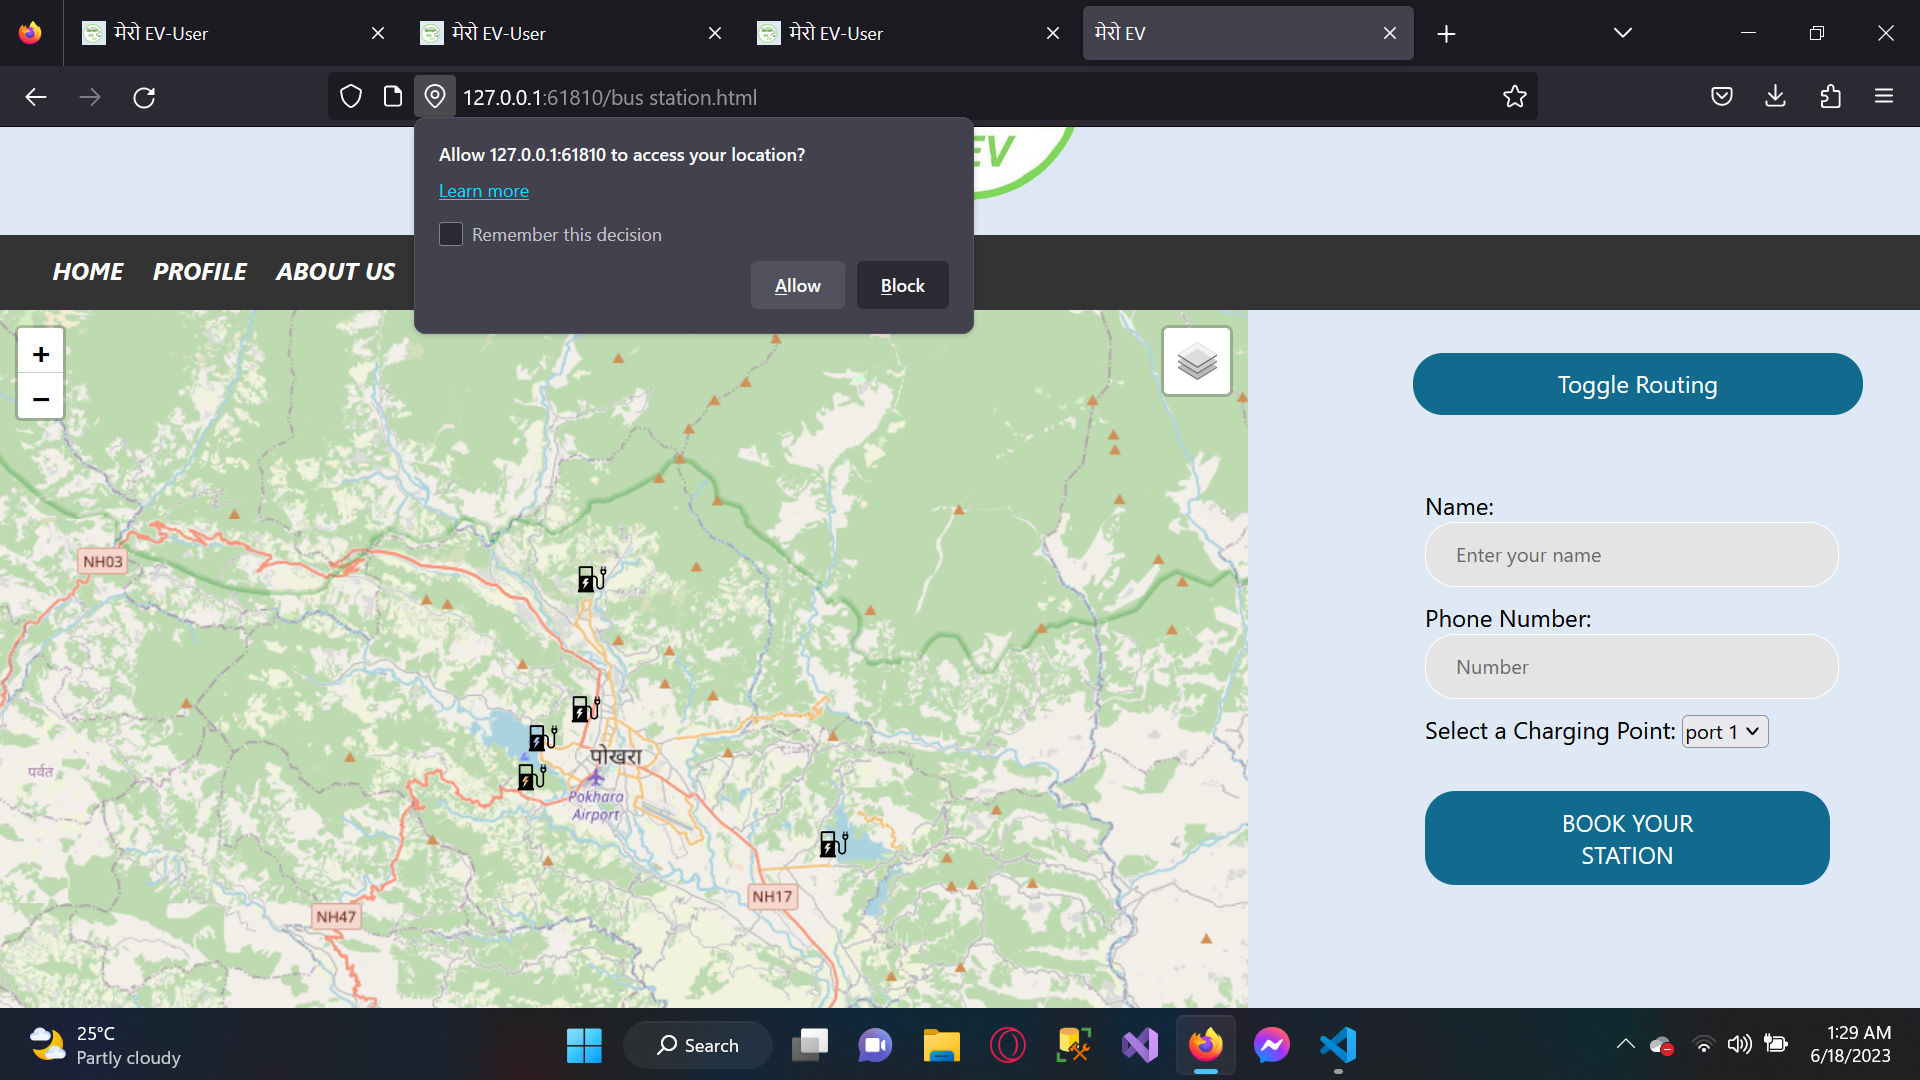 मेरो EV-User
मेरो EV-User
मेरो EV-User
मेरो EV
127.0.0.1:61810/bus station.html
Allow 127.0.0.1:61810 to access your location?
Learn more
Remember this decision
Allow
Block
EV
HOME
PROFILE
ABOUT US
+
−
Toggle Routing
Name:
Enter your name
Phone Number:
Number
Select a Charging Point: port 1
BOOK YOUR
STATION
NH03
पर्वत
पोखरा
Pokhara
Airport
NH17
NH47
25°C
Partly cloudy
Search
1:29 AM
6/18/2023